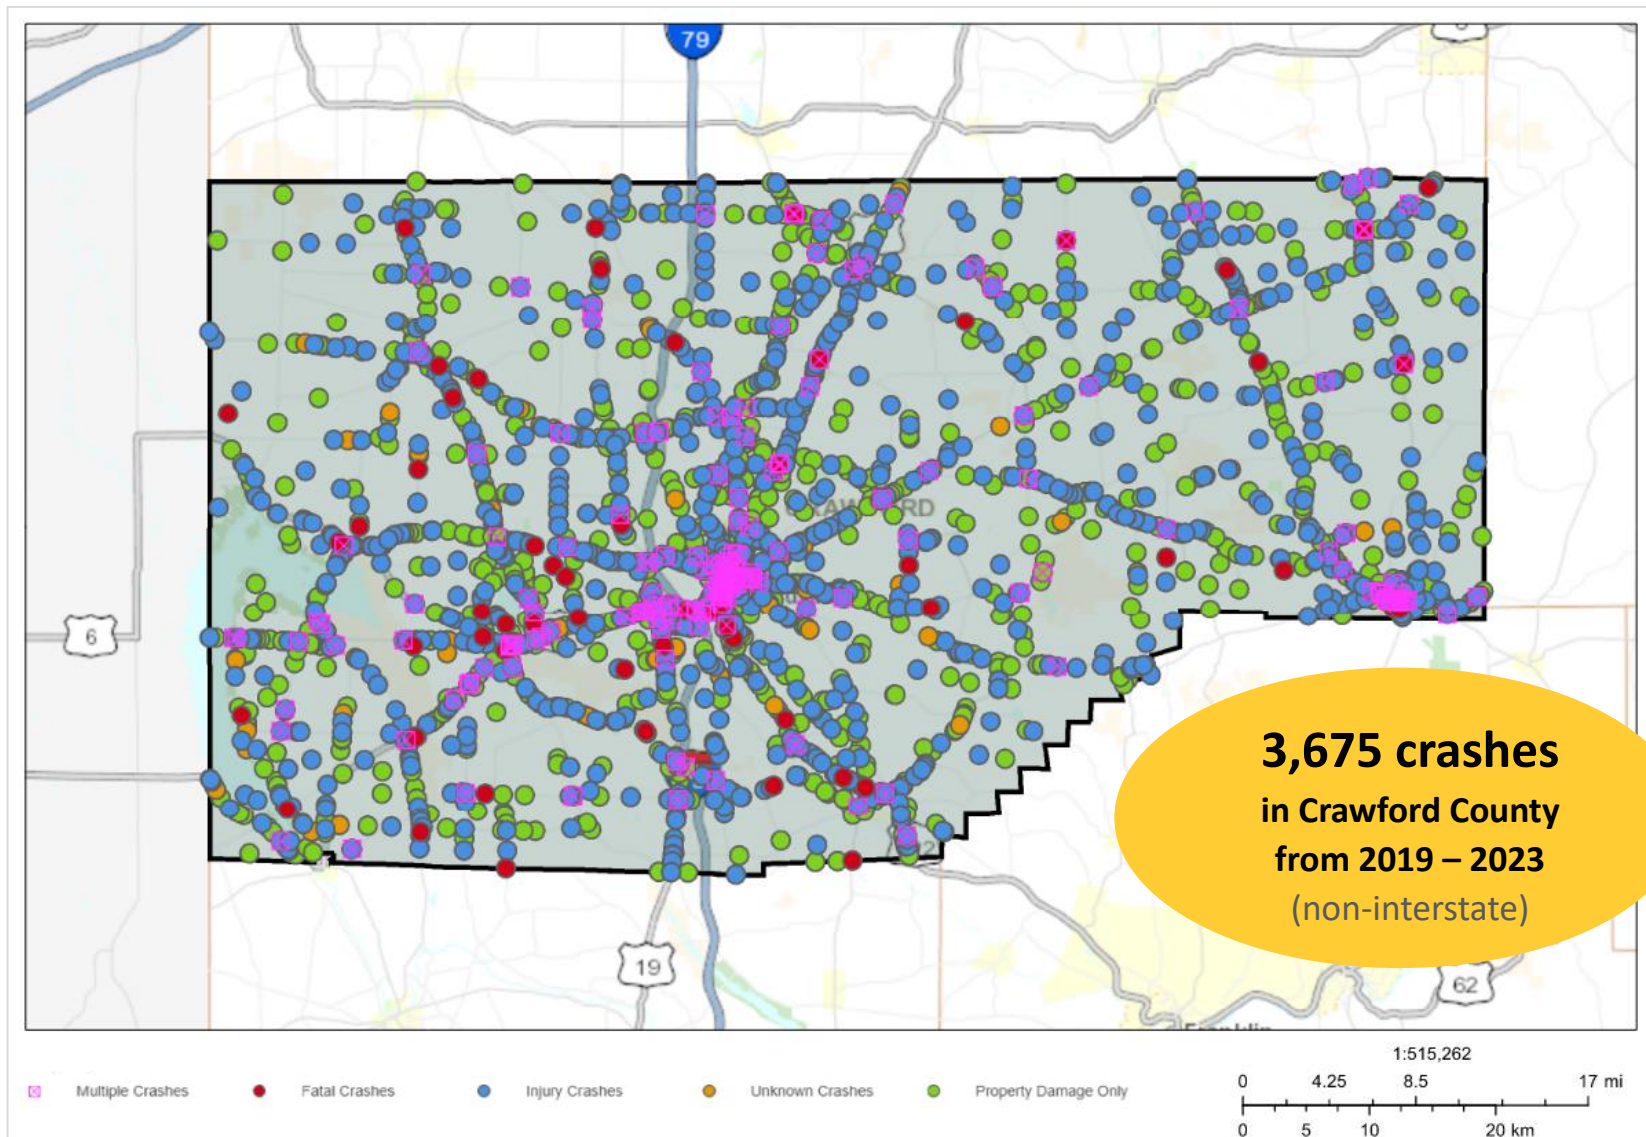 79
6
CRAWFORD
3,675 crashes
in Crawford County
from 2019 – 2023
(non-interstate)
19
62
Franklin
1:515,262
Multiple Crashes
Fatal Crashes
Injury Crashes
Unknown Crashes
Property Damage Only
0 4.25 8.5 17 mi
0 5 10 20 km